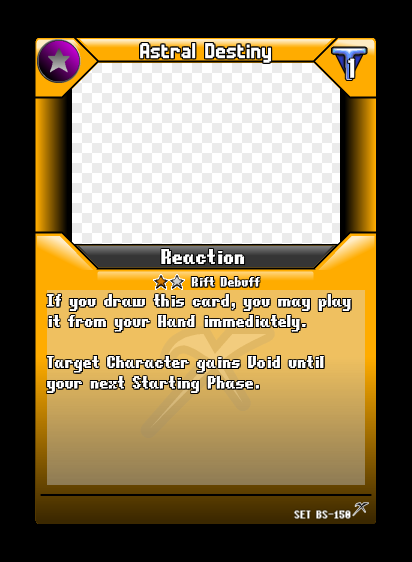 Astral Destiny
1
Reaction
Rift Debuff
If you draw this card, you may play
it from your Hand immediately.
Target Character gains Void until
your next Starting Phase.
SET BS-150